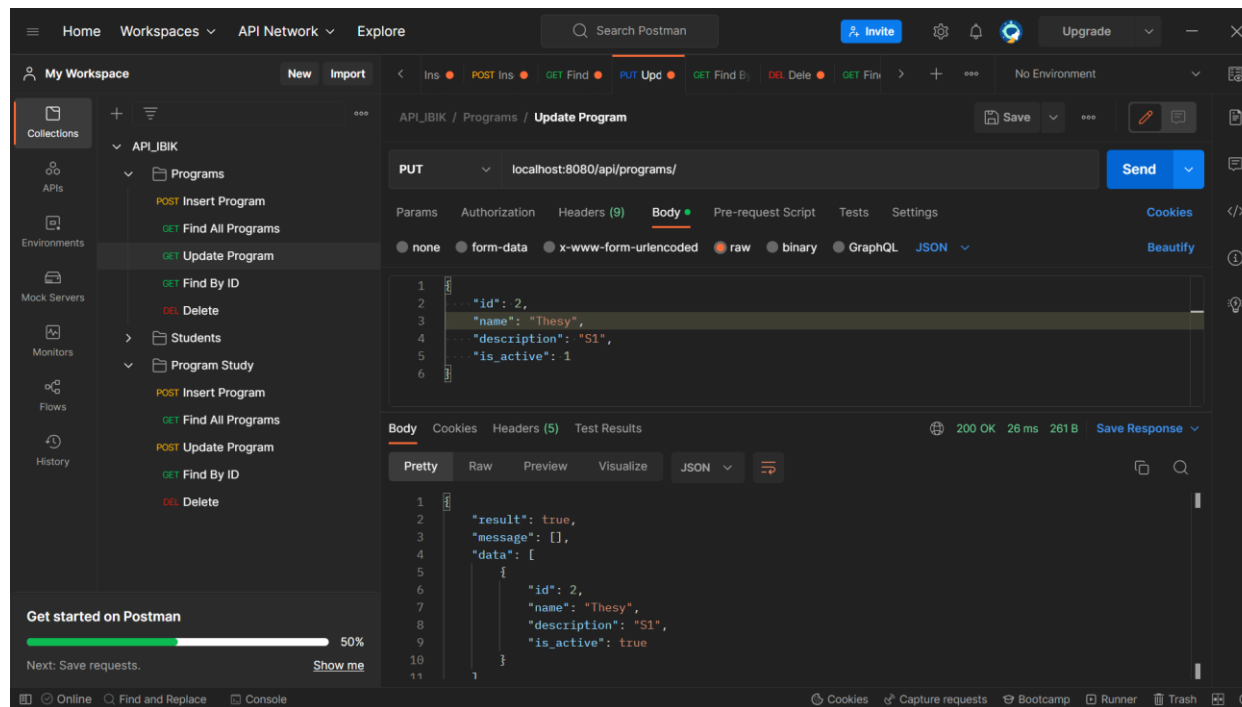 Home Workspaces API Network Explore Search Postman Invite Upgrade
My Workspace New Import
Ins POST Ins GET Find PUT Upd GET Find B DEL Dele GET Fin No Environment
Collections
APIs
Environments
Mock Servers
Monitors
Flows
History
API_IBIK
Programs
POST Insert Program
GET Find All Programs
GET Update Program
GET Find By ID
DEL Delete
Students
Program Study
POST Insert Program
GET Find All Programs
POST Update Program
GET Find By ID
DEL Delete
Get started on Postman
50%
Next: Save requests. Show me
API_IBIK / Programs / Update Program Save
PUT localhost:8080/api/programs/ Send
Params Authorization Headers (9) Body Pre-request Script Tests Settings Cookies
none form-data x-www-form-urlencoded raw binary GraphQL JSON Beautify
1 {
2 "id": 2,
3 "name": "Thesy",
4 "description": "S1",
5 "is_active": 1
6 }
Body Cookies Headers (5) Test Results 200 OK 26 ms 261 B Save Response
Pretty Raw Preview Visualize JSON
1 {
2 "result": true,
3 "message": [],
4 "data": [
5 {
6 "id": 2,
7 "name": "Thesy",
8 "description": "S1",
9 "is_active": true
10 }
11 ]
Online Find and Replace Console Cookies Capture requests Bootcamp Runner Trash